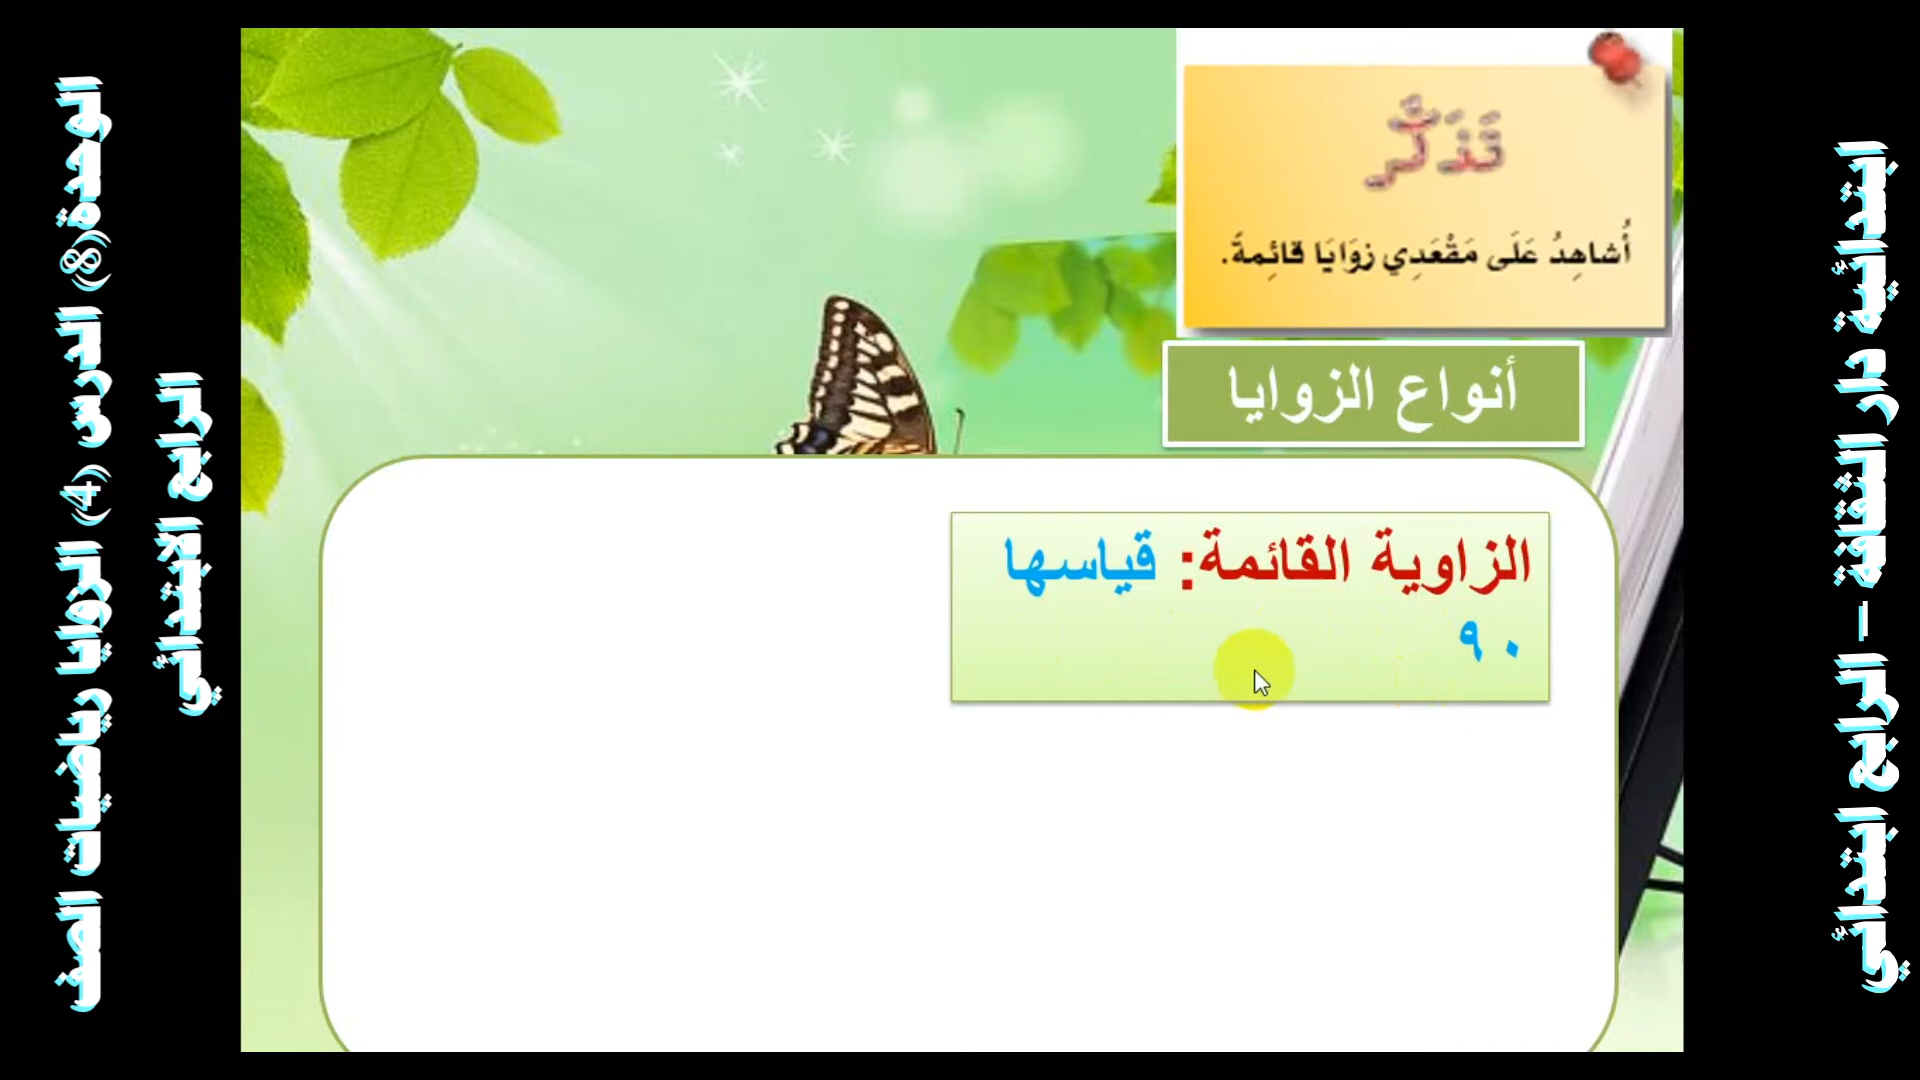 تَذَكَّر
أُشاهِدُ عَلَى مَقْعَدِي زوَايَا قائِمةً.
أنواع الزوايا
الزاوية القائمة: قياسها
٩٠
الوحدة(8) الدرس (4) الزوايا رياضيات الصف
الرابع الابتدائي
ابتدائية دار الثقافة – الرابع ابتدائي